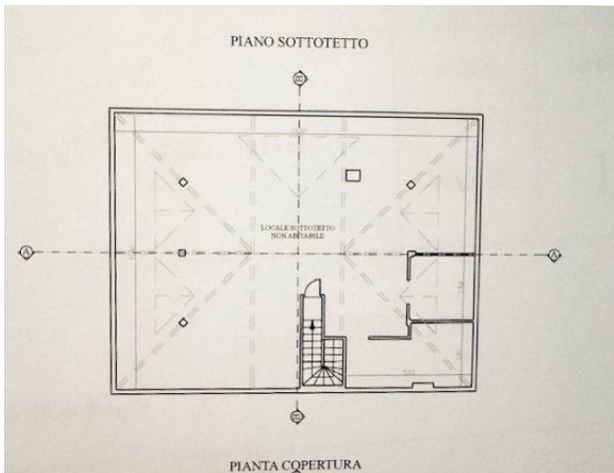 PIANO SOTTOTETTO
B
LOCALE SOTTOTETTO
NON ABITABILE
A
A
B
PIANTA COPERTURA